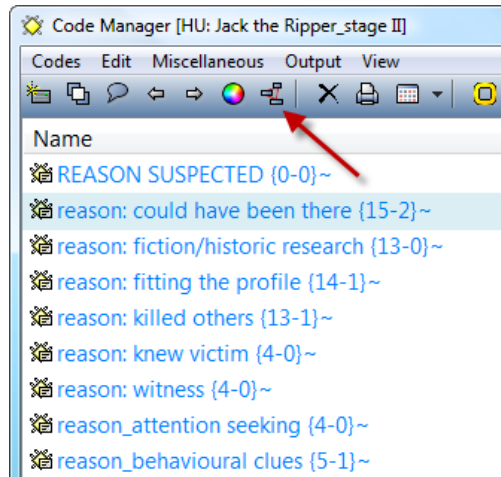 Code Manager [HU: Jack the Ripper_stage II]
Codes Edit Miscellaneous Output View
Name
REASON SUSPECTED {0-0}~
reason: could have been there {15-2}~
reason: fiction/historic research {13-0}~
reason: fitting the profile {14-1}~
reason: killed others {13-1}~
reason: knew victim {4-0}~
reason: witness {4-0}~
reason_attention seeking {4-0}~
reason_behavioural clues {5-1}~